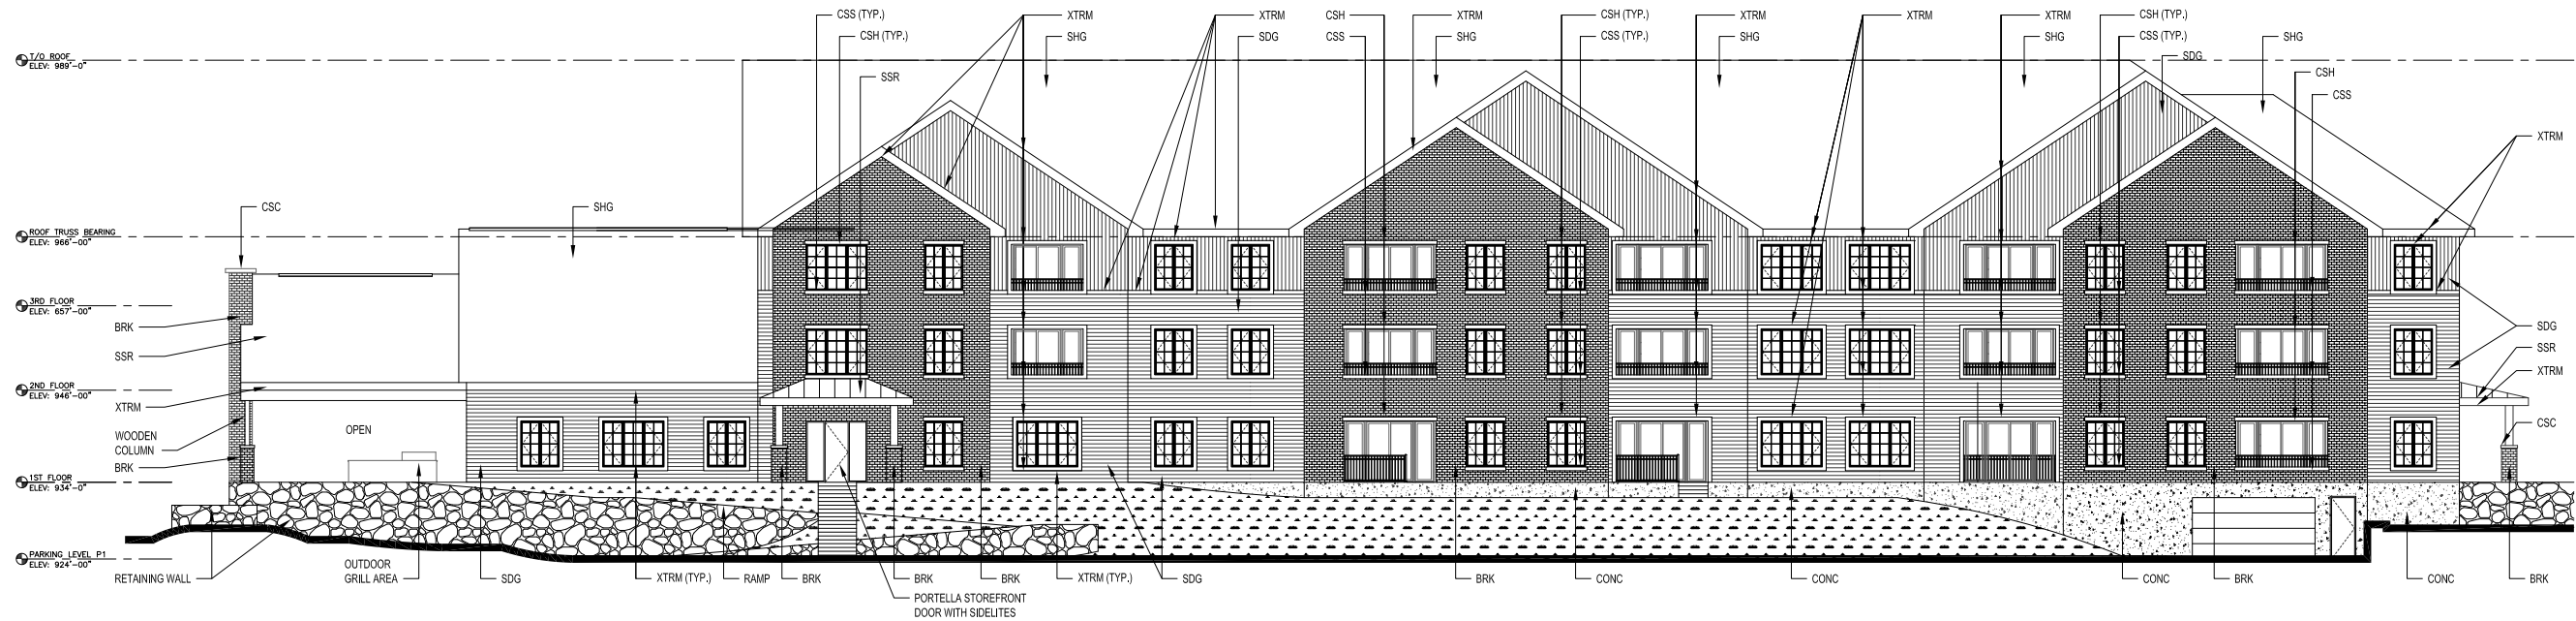 CSS (TYP.)
XTRM
XTRM
CSH
XTRM
CSH (TYP.)
XTRM
XTRM
XTRM
CSH (TYP.)
CSH (TYP.)
SHG
SDG
CSS
SHG
CSS (TYP.)
SHG
SHG
CSS (TYP.)
SHG
T/O ROOF
ELEV: 989'-0"
SDG
SSR
CSH
CSS
XTRM
CSC
SHG
ROOF TRUSS BEARING
ELEV: 966'-00"
3RD FLOOR
ELEV: 657'-00"
BRK
SDG
SSR
SSR
XTRM
2ND FLOOR
ELEV: 946'-00"
XTRM
WOODEN
COLUMN
OPEN
CSC
BRK
1ST FLOOR
ELEV: 934'-0"
PARKING LEVEL P1
ELEV: 924'-00"
RETAINING WALL
OUTDOOR
GRILL AREA
SDG
XTRM (TYP.)
RAMP
BRK
BRK
BRK
XTRM (TYP.)
SDG
BRK
CONC
CONC
CONC
BRK
CONC
BRK
PORTELLA STOREFRONT
DOOR WITH SIDELITES